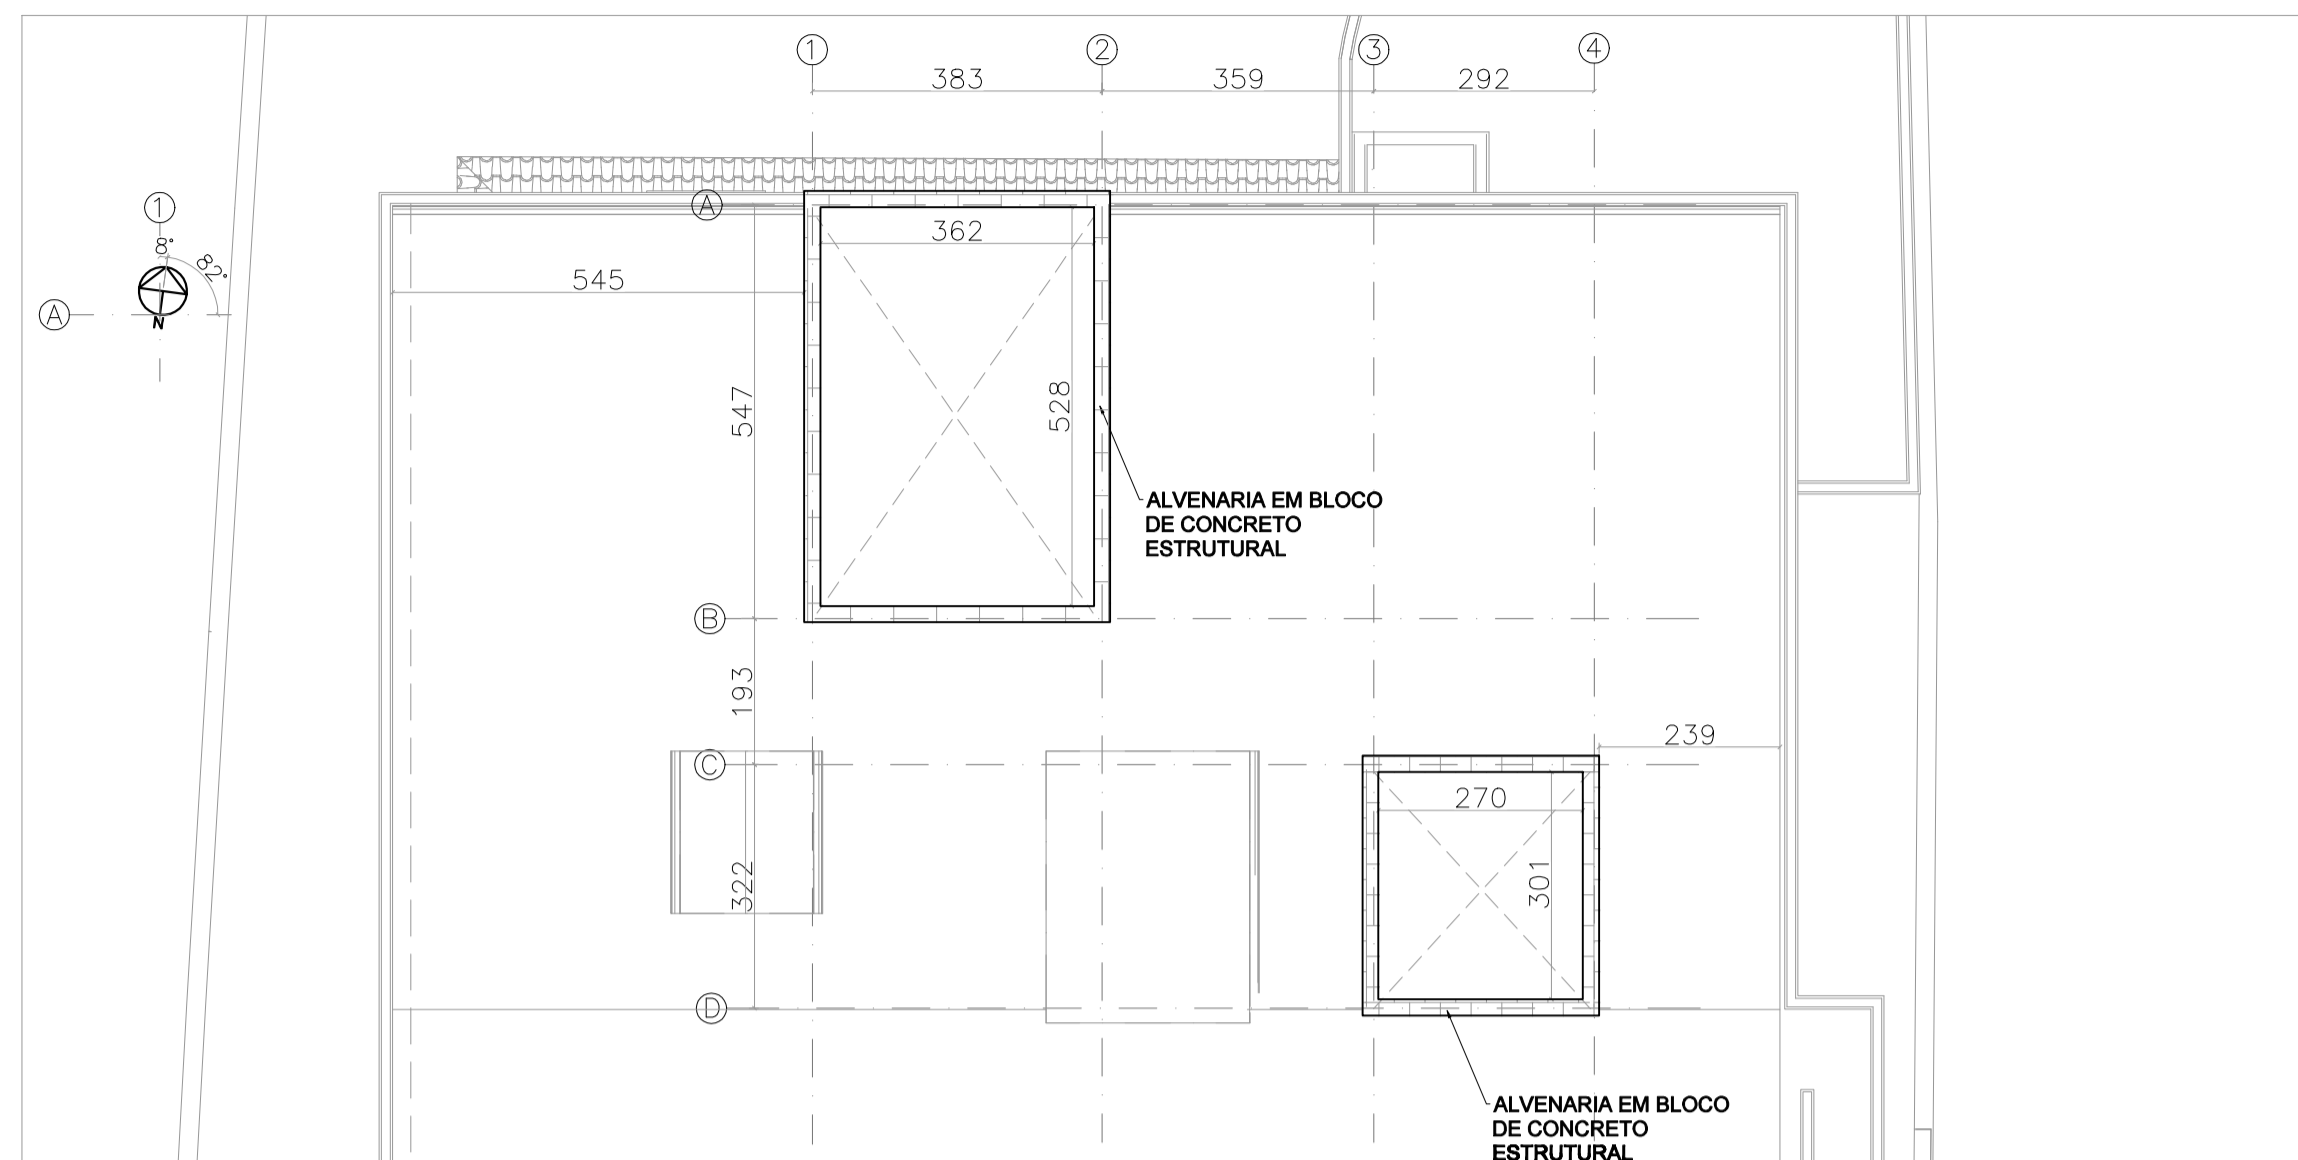 1
2
3
4
383
359
292
1
8°
82°
A
N
A
362
545
547
528
ALVENARIA EM BLOCO
DE CONCRETO
ESTRUTURAL
B
193
239
C
270
322
301
D
ALVENARIA EM BLOCO
DE CONCRETO
ESTRUTURAL